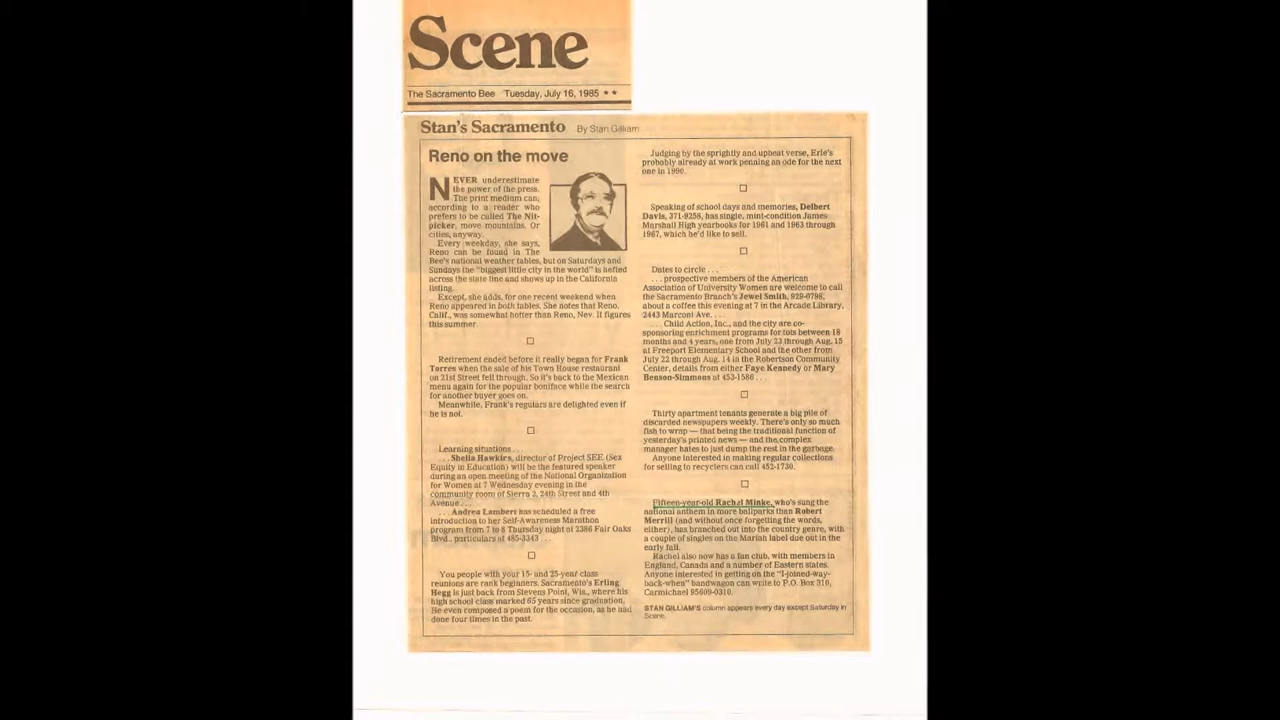 Scene
The Sacramento Bee Tuesday, July 16, 1985 ★★
Stan's Sacramento By Stan Gilliam
Reno on the move
NEVER underestimate
the power of the press.
The print medium can,
according to a reader who
prefers to be called The Nit-
picker, move mountains. Or
cities, anyway.
Every weekday, she says,
Reno can be found in The
Bee's national weather tables, but on Saturdays and
Sundays the "biggest little city in the world" is hefted
across the state line and shows up in the California
listing.
Except, she adds, for one recent weekend when
Reno appeared in both tables. She notes that Reno,
Calif., was somewhat hotter than Reno, Nev. It figures
this summer.
Retirement ended before it really began for Frank
Torres when the sale of his Town House restaurant
on 21st Street fell through. So it's back to the Mexican
menu again for the popular boniface while the search
for another buyer goes on.
Meanwhile, Frank's regulars are delighted even if
he is not.
Learning situations . . .
. . . Shelia Hawkins, director of Project SEE (Sex
Equity in Education) will be the featured speaker
during an open meeting of the National Organization
for Women at 7 Wednesday evening in the
community room of Sierra 2, 24th Street and 4th
Avenue . . .
. . . Andrea Lambert has scheduled a free
introduction to her Self-Awareness Marathon
program from 7 to 8 Thursday night at 2386 Fair Oaks
Blvd., particulars at 485-3343 . . .
You people with your 15- and 25-year class
reunions are rank beginners. Sacramento's Erling
Hegg is just back from Stevens Point, Wis., where his
high school class marked 65 years since graduation.
He even composed a poem for the occasion, as he had
done four times in the past.
Judging by the sprightly and upbeat verse, Erle's
probably already at work penning an ode for the next
one in 1990.
Speaking of school days and memories, Delbert
Davis, 371-9258, has single, mint-condition James
Marshall High yearbooks for 1961 and 1963 through
1967, which he'd like to sell.
Dates to circle . . .
. . . prospective members of the American
Association of University Women are welcome to call
the Sacramento Branch's Jewel Smith, 929-0798,
about a coffee this evening at 7 in the Arcade Library,
2443 Marconi Ave. . . .
. . . Child Action, Inc., and the city are co-
sponsoring enrichment programs for tots between 18
months and 4 years, one from July 23 through Aug. 15
at Freeport Elementary School and the other from
July 22 through Aug. 14 in the Robertson Community
Center, details from either Faye Kennedy or Mary
Benson-Simmons at 453-1586 . . .
Thirty apartment tenants generate a big pile of
discarded newspapers weekly. There's only so much
fish to wrap — that being the traditional function of
yesterday's printed news — and the complex
manager hates to just dump the rest in the garbage.
Anyone interested in making regular collections
for selling to recyclers can call 452-1730.
Fifteen-year-old Rachel Minke, who's sung the
national anthem in more ballparks than Robert
Merrill (and without once forgetting the words,
either), has branched out into the country genre, with
a couple of singles on the Mariah label due out in the
early fall.
Rachel also now has a fan club, with members in
England, Canada and a number of Eastern states.
Anyone interested in getting on the "I-joined-way-
back-when" bandwagon can write to P.O. Box 310,
Carmichael 95609-0310.
STAN GILLIAM'S column appears every day except Saturday in
Scene.